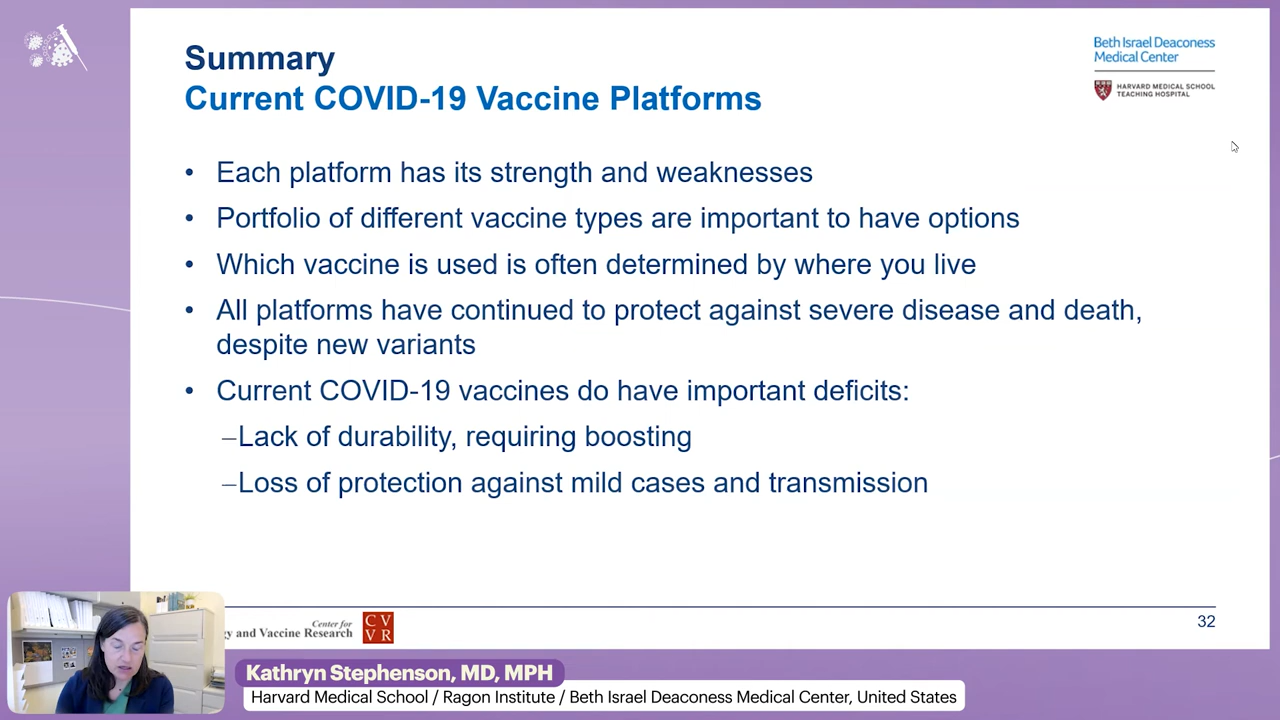 Summary
Current COVID-19 Vaccine Platforms
Beth Israel Deaconess
Medical Center
HARVARD MEDICAL SCHOOL
TEACHING HOSPITAL
• Each platform has its strength and weaknesses
• Portfolio of different vaccine types are important to have options
• Which vaccine is used is often determined by where you live
• All platforms have continued to protect against severe disease and death,
despite new variants
• Current COVID-19 vaccines do have important deficits:
–Lack of durability, requiring boosting
–Loss of protection against mild cases and transmission
Center for
gy and Vaccine Research
C V
V R
32
Kathryn Stephenson, MD, MPH
Harvard Medical School / Ragon Institute / Beth Israel Deaconess Medical Center, United States